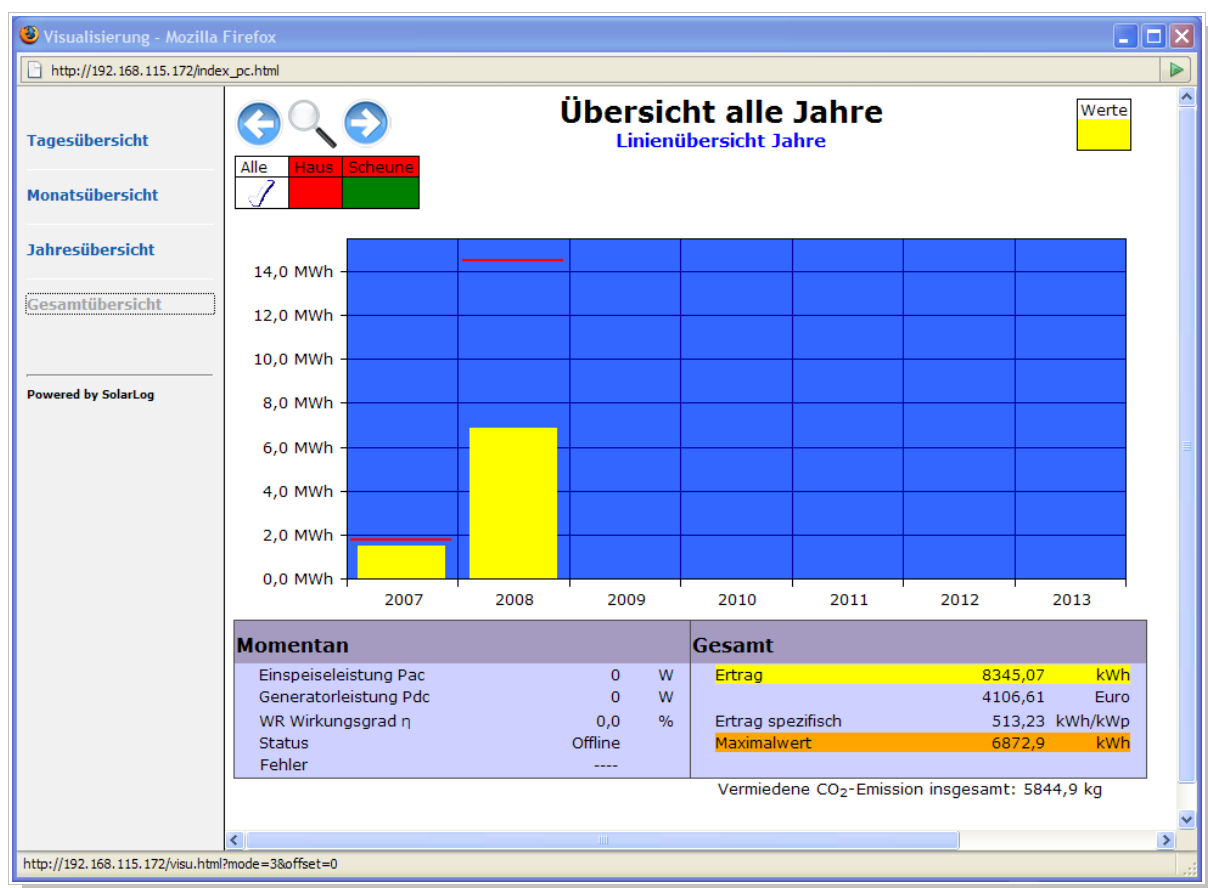 Visualisierung - Mozilla Firefox
http://192.168.115.172/index_pc.html
Tagesübersicht
Monatsübersicht
Jahresübersicht
Gesamtübersicht
Powered by SolarLog
Übersicht alle Jahre
Linienübersicht Jahre
Werte
Alle Haus Scheune
14,0 MWh
12,0 MWh
10,0 MWh
8,0 MWh
6,0 MWh
4,0 MWh
2,0 MWh
0,0 MWh
2007 2008 2009 2010 2011 2012 2013
Momentan
Einspeiseleistung Pac 0 W
Generatorleistung Pdc 0 W
WR Wirkungsgrad η 0,0 %
Status Offline
Fehler ----
Gesamt
Ertrag 8345,07 kWh
4106,61 Euro
Ertrag spezifisch 513,23 kWh/kWp
Maximalwert 6872,9 kWh
Vermiedene CO₂-Emission insgesamt: 5844,9 kg
http://192.168.115.172/visu.html?mode=3&offset=0